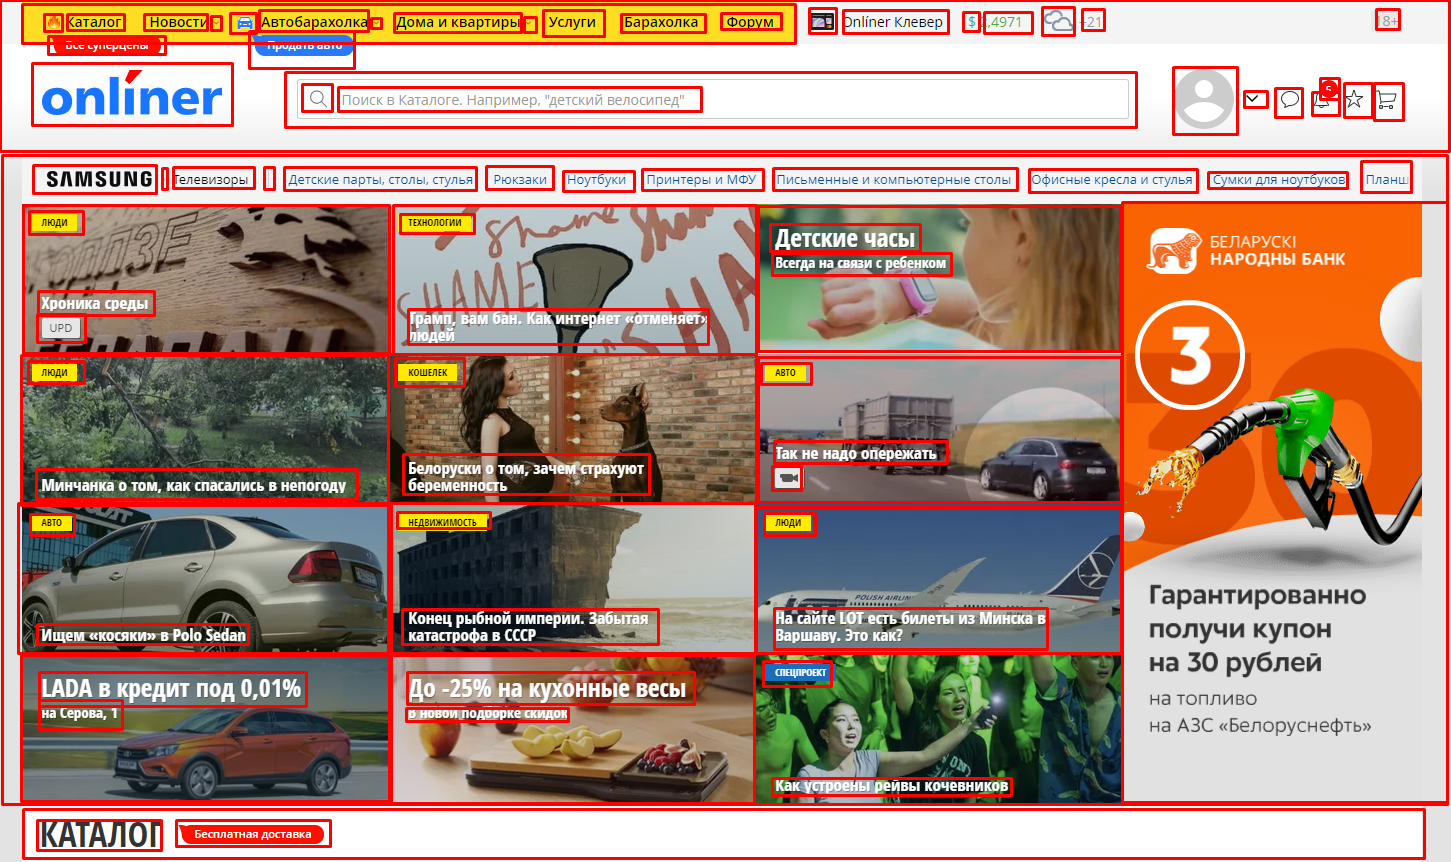 Каталог Новости Автобарахолка Дома и квартиры Услуги Барахолка Форум Onlíner Клевер $ 2,4971 +21 18+
Все суперцены Продать авто
onlíner
Поиск в Каталоге. Например, "детский велосипед"
5
SAMSUNG Телевизоры Детские парты, столы, стулья Рюкзаки Ноутбуки Принтеры и МФУ Письменные и компьютерные столы Офисные кресла и стулья Сумки для ноутбуков Планш
ЛЮДИ
Хроника среды
UPD
ТЕХНОЛОГИИ
SHAME
Трамп, вам бан. Как интернет «отменяет»
людей
Детские часы
Всегда на связи с ребенком
ЛЮДИ
Минчанка о том, как спасались в непогоду
КОШЕЛЕК
Белоруски о том, зачем страхуют
беременность
АВТО
Так не надо опережать
АВТО
Ищем «косяки» в Polo Sedan
НЕДВИЖИМОСТЬ
Конец рыбной империи. Забытая
катастрофа в СССР
ЛЮДИ
POLISH AIRLINES
LOT
На сайте LOT есть билеты из Минска в
Варшаву. Это как?
LADA в кредит под 0,01%
на Серова, 1
До -25% на кухонные весы
в новой подборке скидок
СПЕЦПРОЕКТ
Как устроены рейвы кочевников
БЕЛАРУСКІ
НАРОДНЫ БАНК
3
30
Гарантированно
получи купон
на 30 рублей
на топливо
на АЗС «Белоруснефть»
КАТАЛОГ Бесплатная доставка